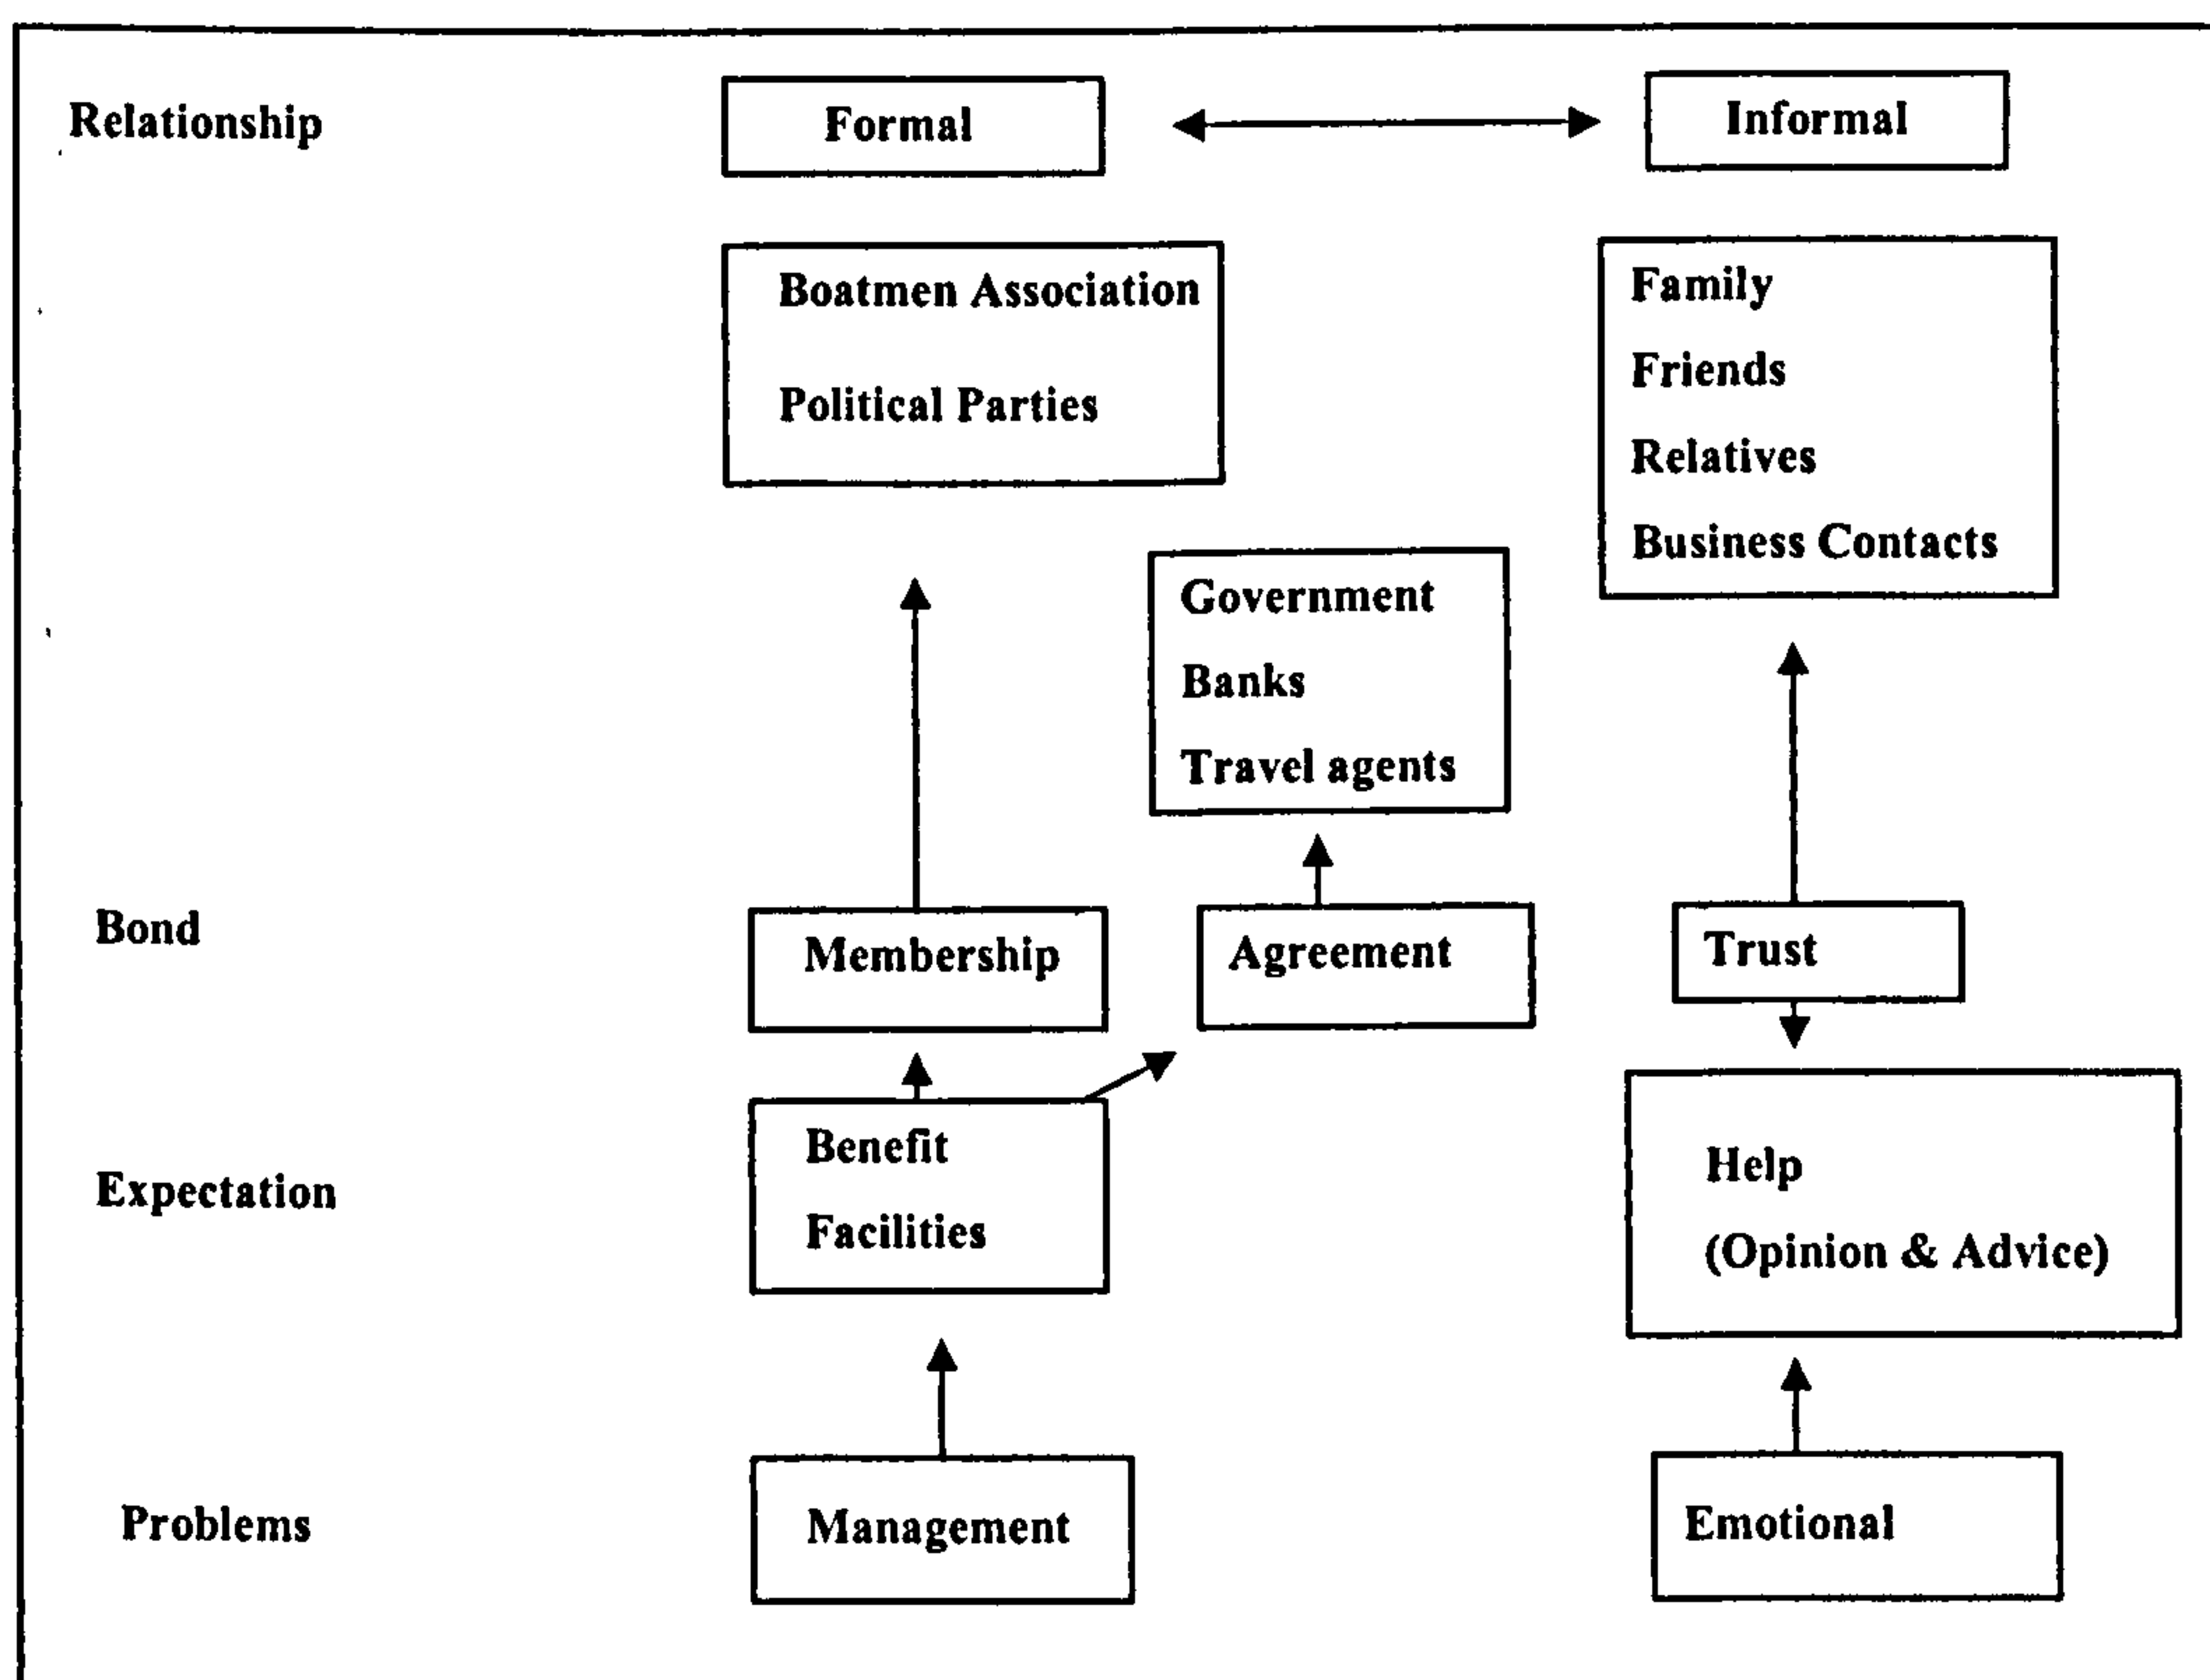 Relationship
Formal
Informal
Boatmen Association
Political Parties
Family
Friends
Relatives
Business Contacts
Government
Banks
Travel agents
Bond
Membership
Agreement
Trust
Expectation
Benefit
Facilities
Help
(Opinion & Advice)
Problems
Management
Emotional